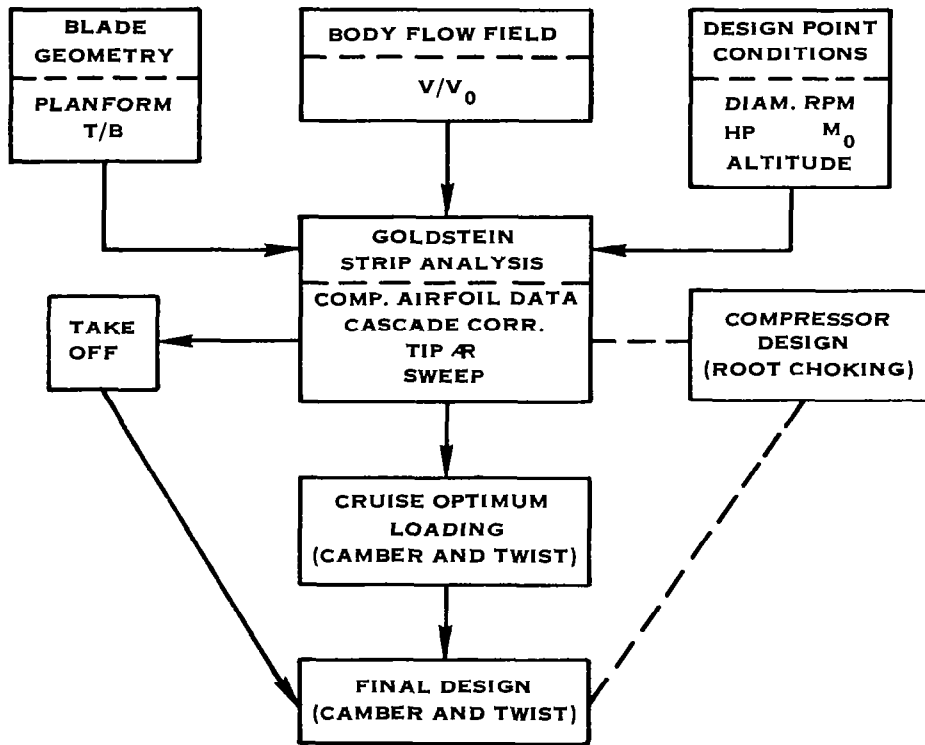 BLADE
GEOMETRY
PLANFORM
T/B
BODY FLOW FIELD
V/V0
DESIGN POINT
CONDITIONS
DIAM. RPM
HP M0
ALTITUDE
GOLDSTEIN
STRIP ANALYSIS
COMP. AIRFOIL DATA
CASCADE CORR.
TIP AR
SWEEP
TAKE
OFF
COMPRESSOR
DESIGN
(ROOT CHOKING)
CRUISE OPTIMUM
LOADING
(CAMBER AND TWIST)
FINAL DESIGN
(CAMBER AND TWIST)